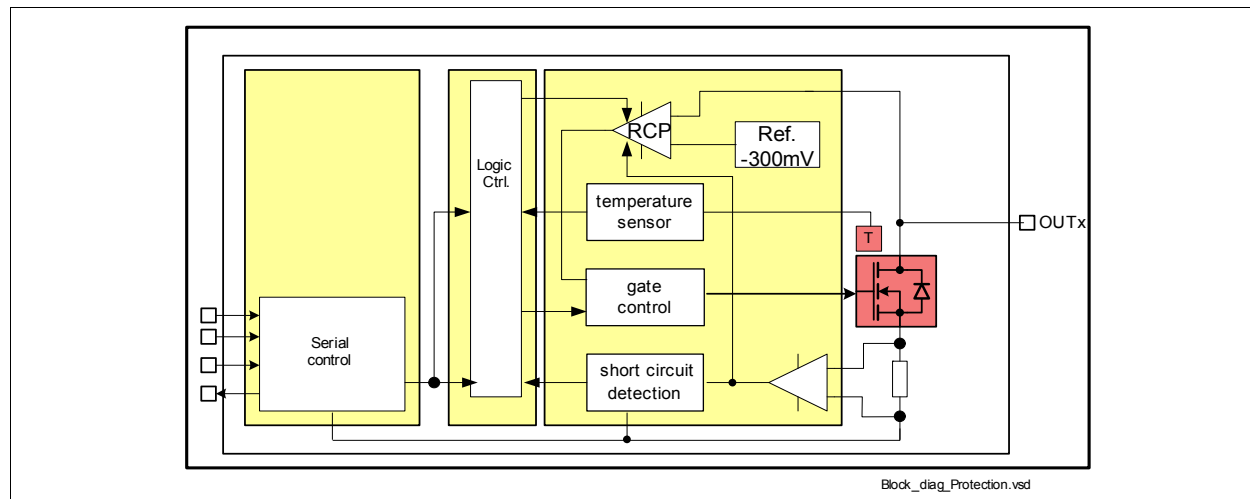 RCP
Ref.
-300mV
Logic
Ctrl.
temperature
sensor
T
OUTx
gate
control
Serial
control
short circuit
detection
Block_diag_Protection.vsd